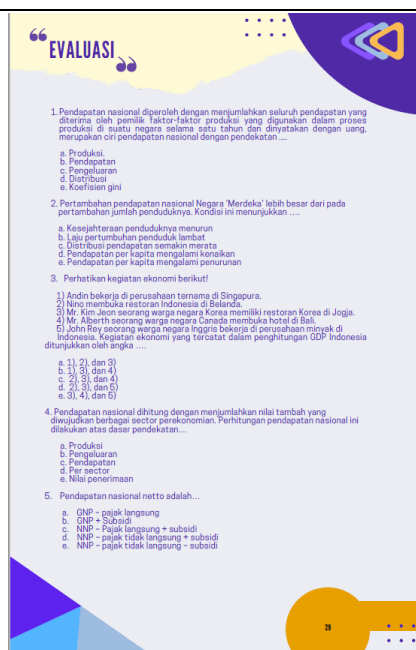 EVALUASI
1. Pendapatan nasional diperoleh dengan menjumlahkan seluruh pendapatan yang
diterima oleh pemilik faktor-faktor produksi yang digunakan dalam proses
produksi di suatu negara selama satu tahun dan dinyatakan dengan uang,
merupakan ciri pendapatan nasional dengan pendekatan ....
a. Produksi.
b. Pendapatan
c. Pengeluaran
d. Distribusi
e. Koefisien gini
2. Pertambahan pendapatan nasional Negara 'Merdeka' lebih besar dari pada
pertambahan jumlah penduduknya. Kondisi ini menunjukkan ....
a. Kesejahteraan penduduknya menurun
b. Laju pertumbuhan penduduk lambat
c. Distribusi pendapatan semakin merata
d. Pendapatan per kapita mengalami kenaikan
e. Pendapatan per kapita mengalami penurunan
3. Perhatikan kegiatan ekonomi berikut!
1) Andin bekerja di perusahaan ternama di Singapura.
2) Nino membuka restoran Indonesia di Belanda.
3) Mr. Kim Jeon seorang warga negara Korea memiliki restoran Korea di Jogja.
4) Mr. Alberth seorang warga negara Canada membuka hotel di Bali.
5) John Rey seorang warga negara Inggris bekerja di perusahaan minyak di
Indonesia. Kegiatan ekonomi yang tercatat dalam penghitungan GDP Indonesia
ditunjukkan oleh angka ....
a. 1), 2), dan 3)
b. 1), 3), dan 4)
c. 2), 3), dan 4)
d. 2), 3), dan 5)
e. 3), 4), dan 5)
4. Pendapatan nasional dihitung dengan menjumlahkan nilai tambah yang
diwujudkan berbagai sector perekonomian. Perhitungan pendapatan nasional ini
dilakukan atas dasar pendekatan...
a. Produksi
b. Pengeluaran
c. Pendapatan
d. Per sector
e. Nilai penerimaan
5. Pendapatan nasional netto adalah...
a. GNP – pajak langsung
b. GNP + Subsidi
c. NNP – Pajak langsung + subsidi
d. NNP – pajak tidak langsung + subsidi
e. NNP – pajak tidak langsung – subsidi
29